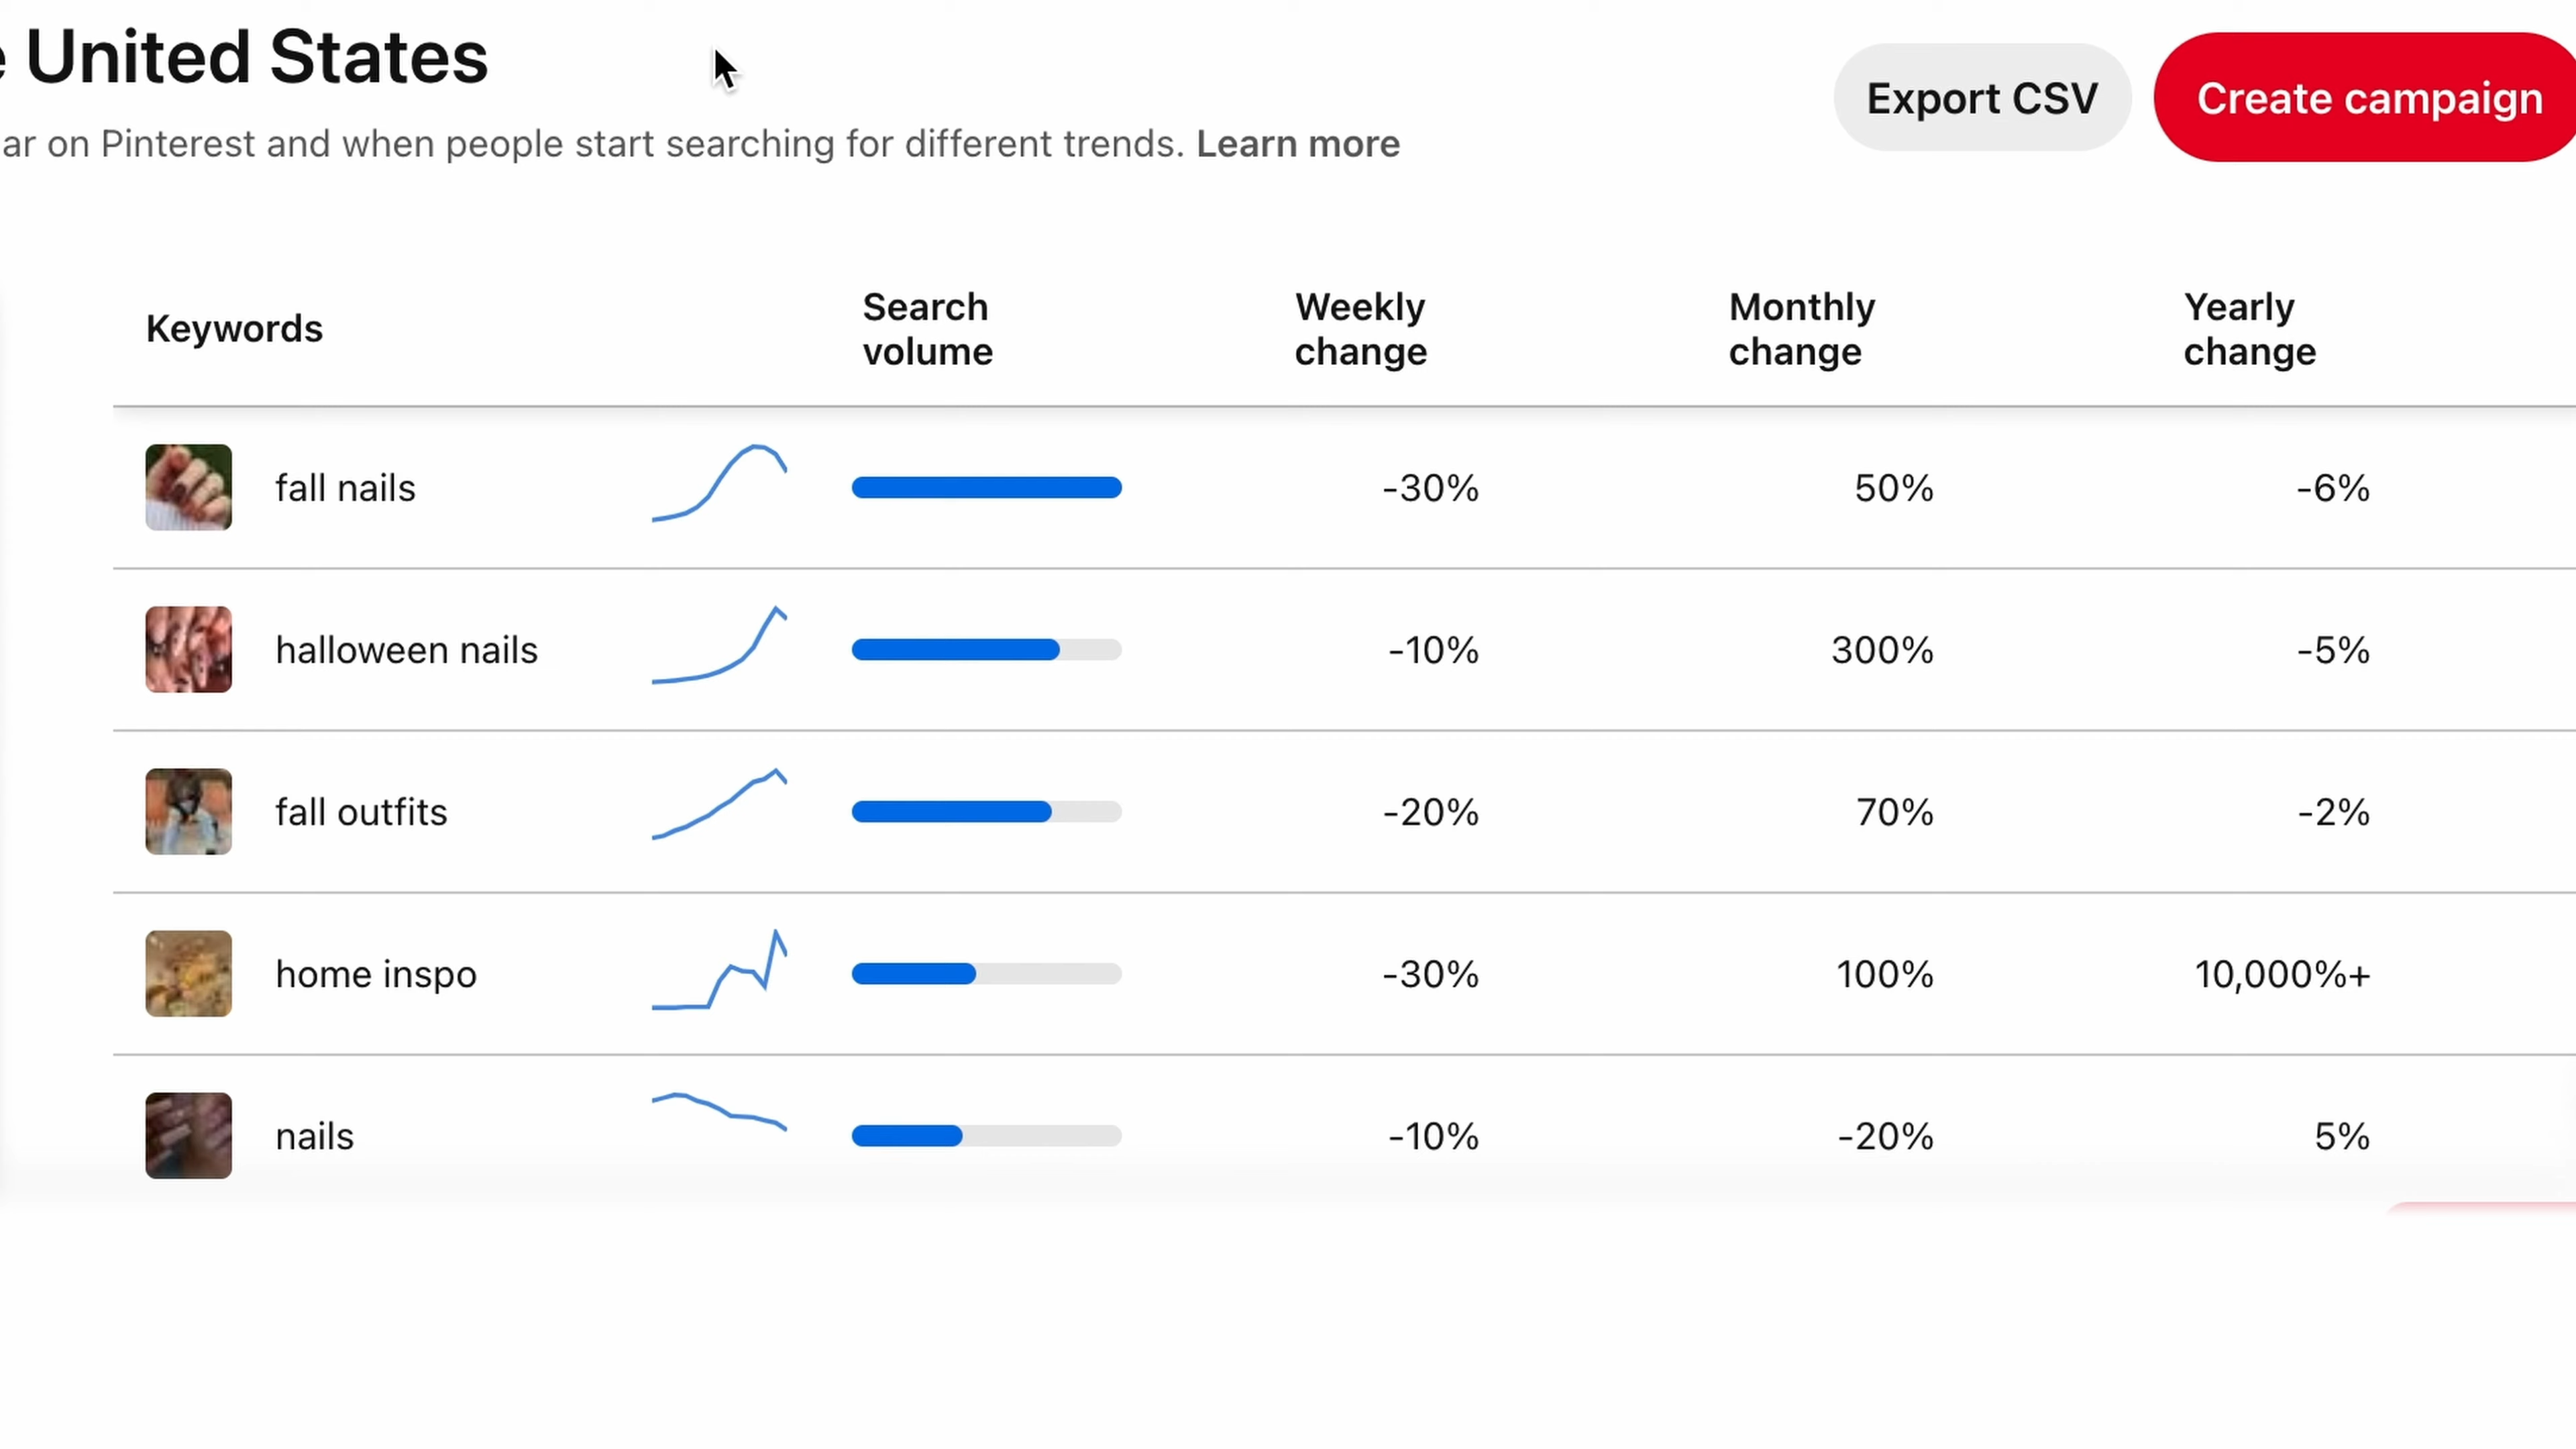 United States
ar on Pinterest and when people start searching for different trends. Learn more
Export CSV
Create campaign
Keywords
Search volume
Weekly change
Monthly change
Yearly change
fall nails
-30%
50%
-6%
halloween nails
-10%
300%
-5%
fall outfits
-20%
70%
-2%
home inspo
-30%
100%
10,000%+
nails
-10%
-20%
5%